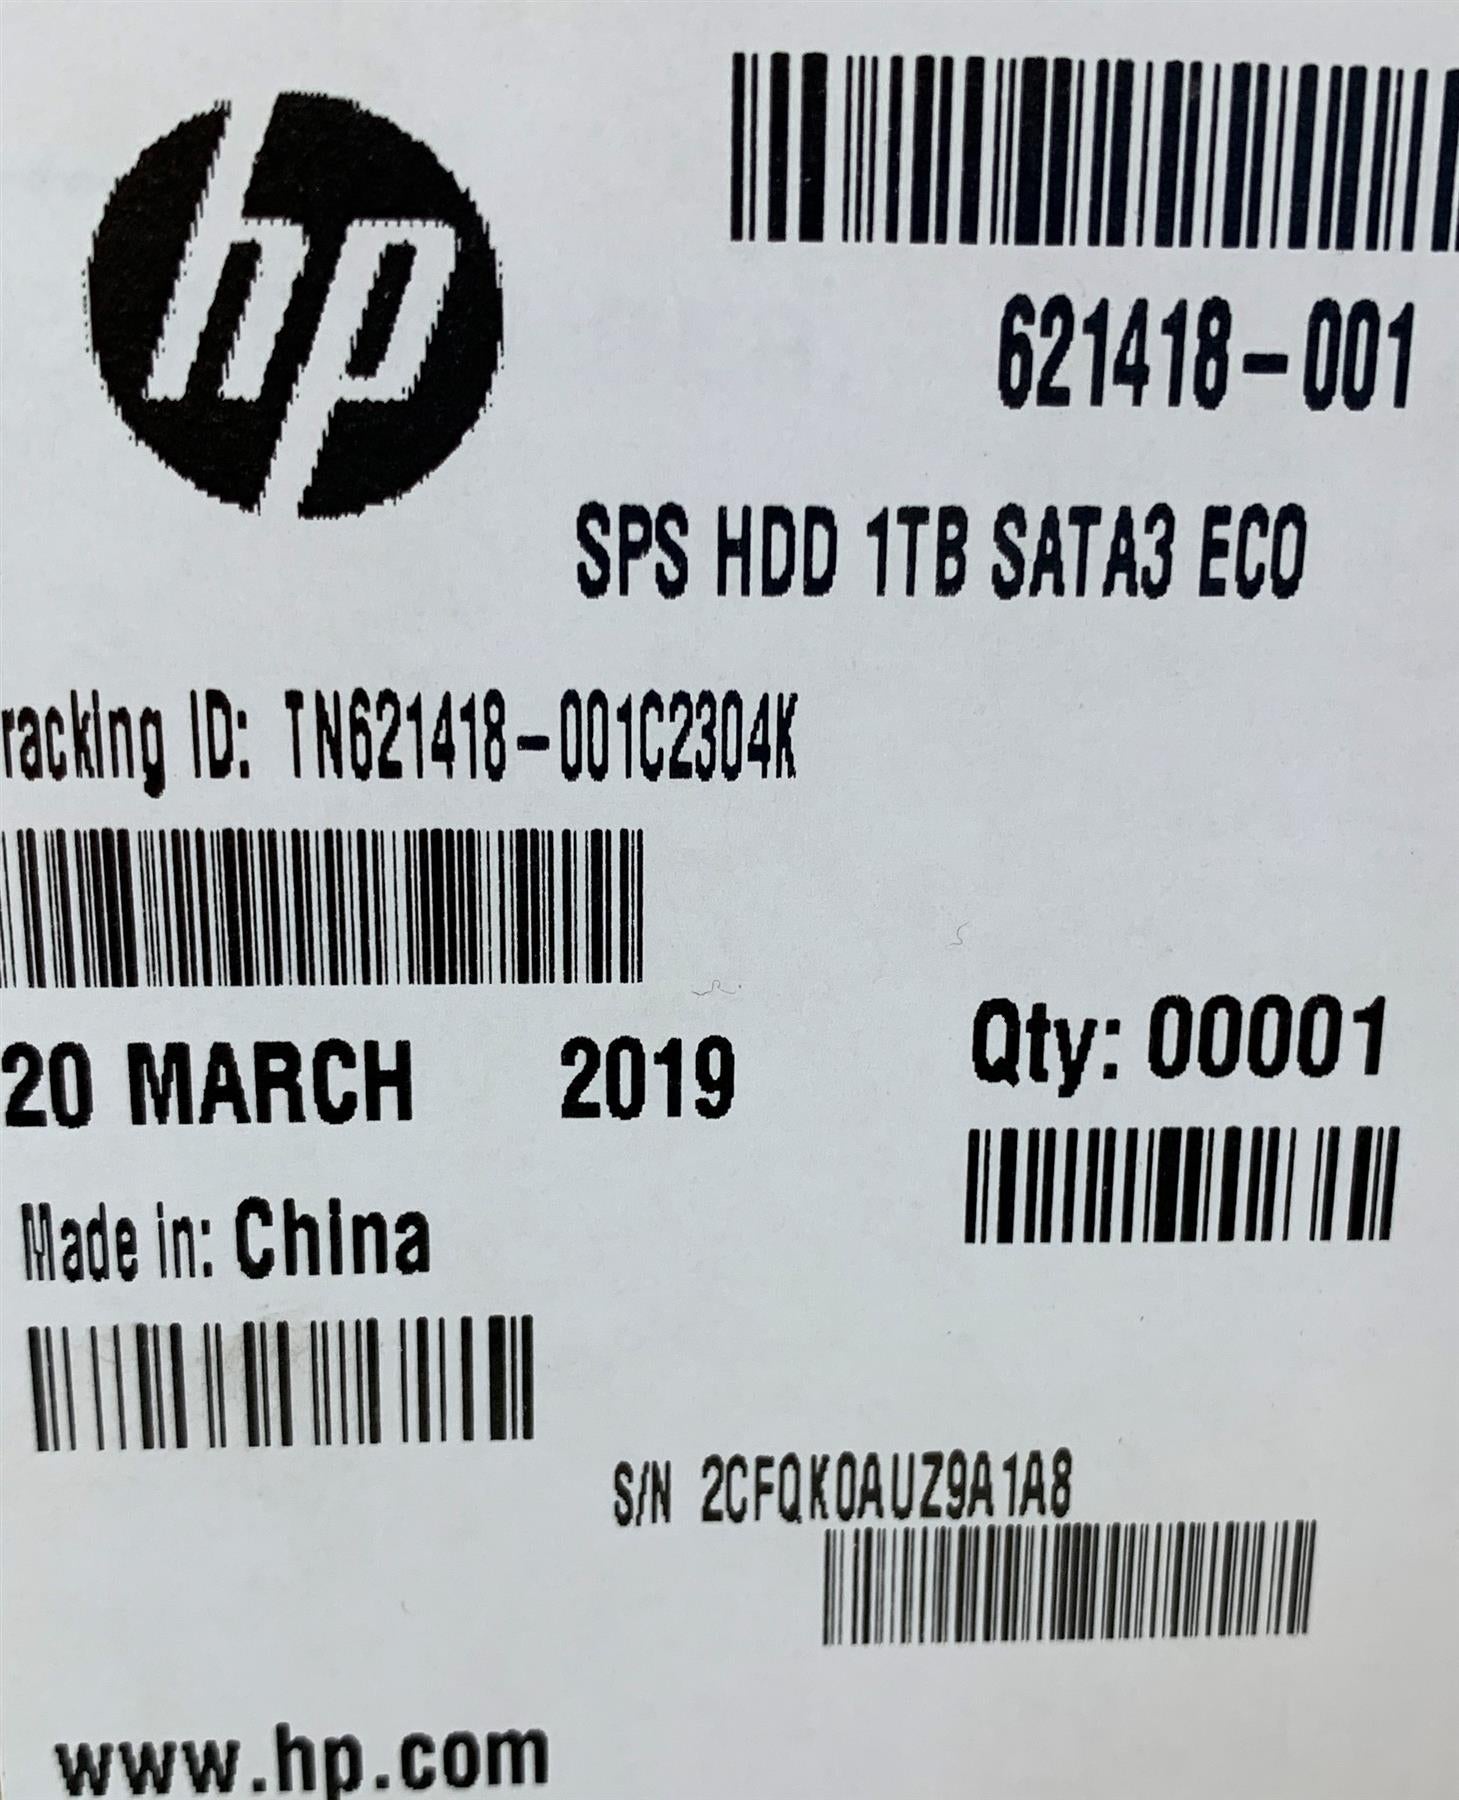 hp
621418-001
SPS HDD 1TB SATA3 ECO
racking ID: TN621418-001C2304K
20 MARCH 2019
Qty: 00001
Made in: China
S/N 2CFQK0AUZ9A1A8
www.hp.com